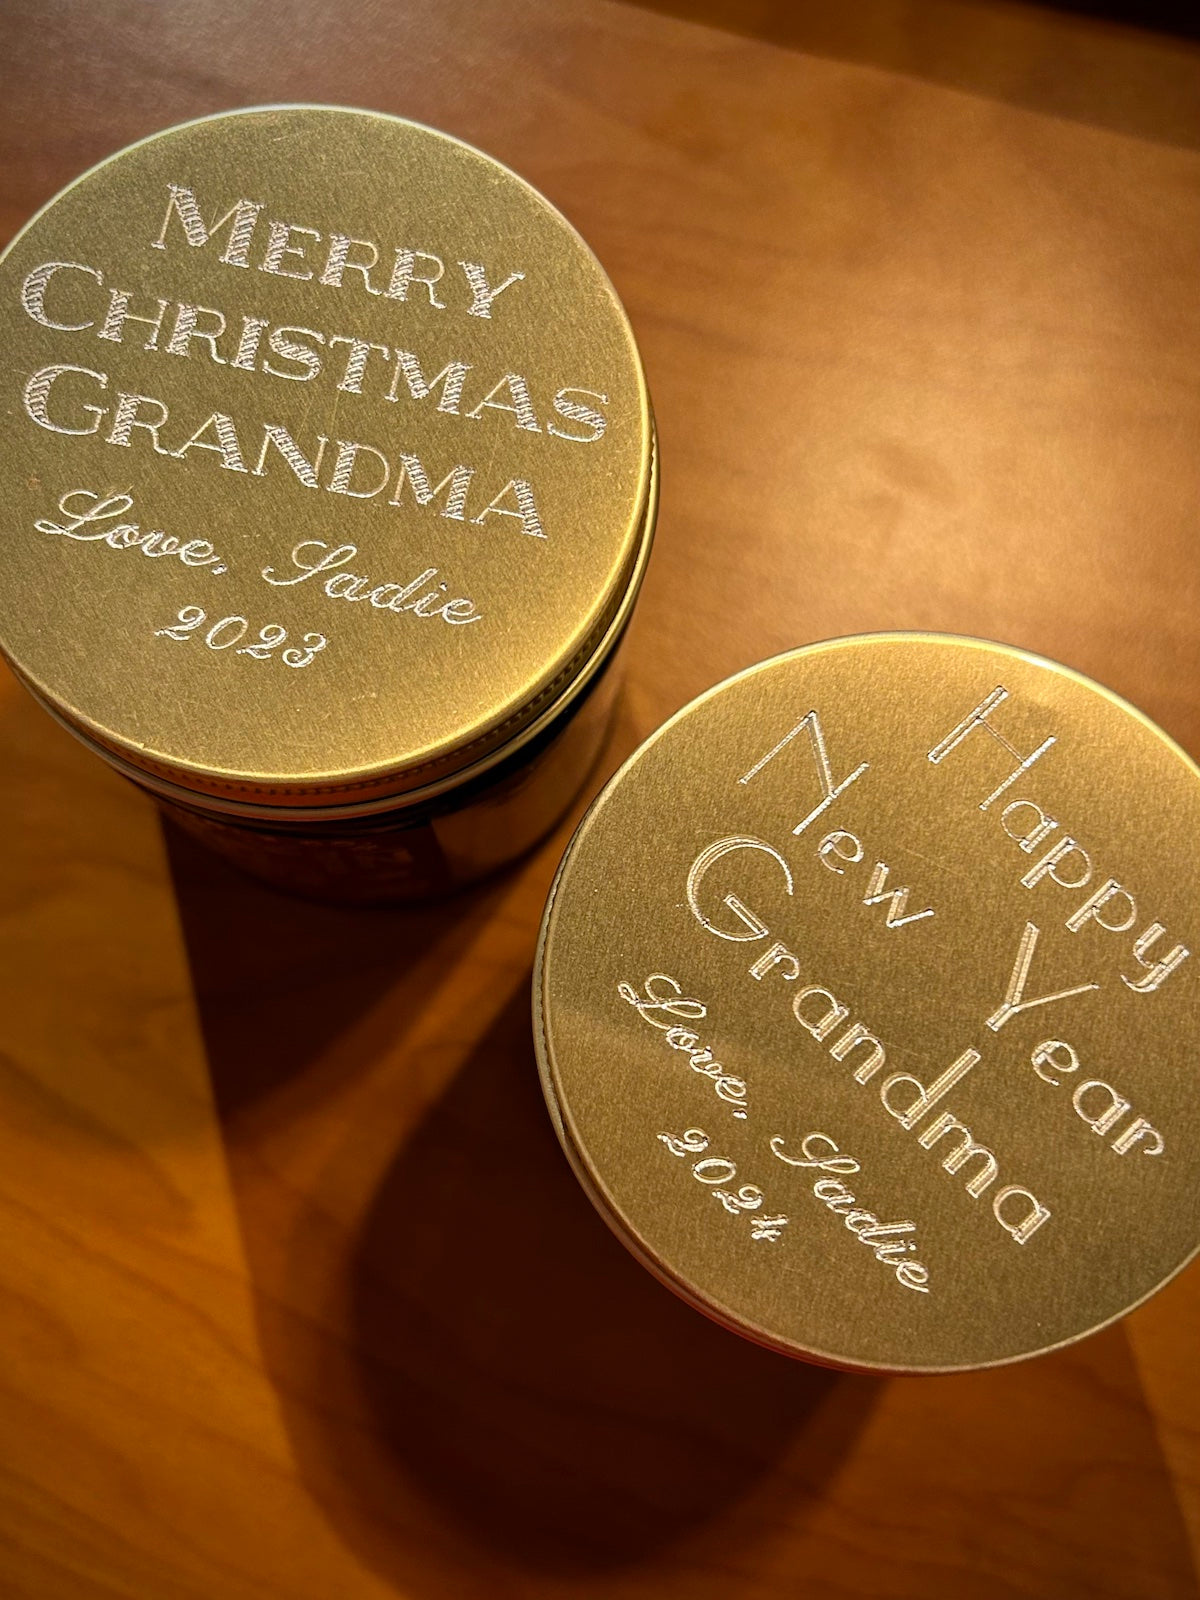 MERRY
CHRISTMAS
GRANDMA
Love, Sadie
2023
Happy
New Year
Grandma
Love, Sadie
2024